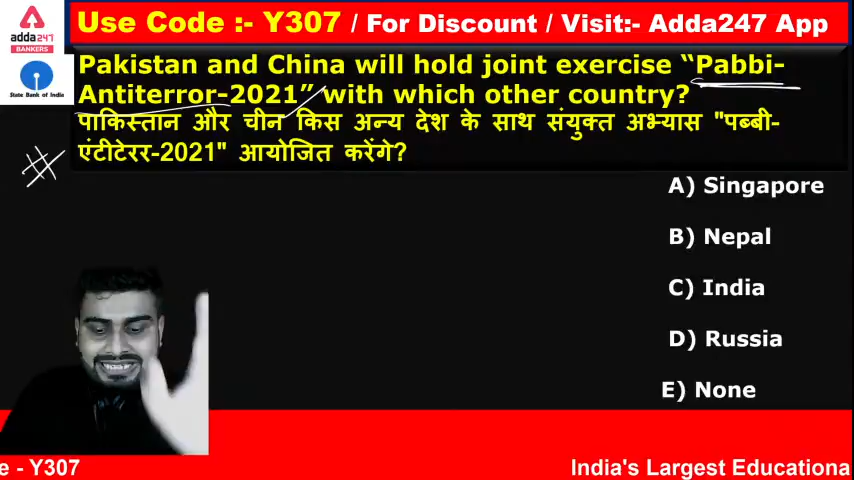 adda247
BANKERS
State Bank of India
Use Code :- Y307 / For Discount / Visit:- Adda247 App
Pakistan and China will hold joint exercise “Pabbi-
Antiterror-2021” with which other country?
पाकिस्तान और चीन किस अन्य देश के साथ संयुक्त अभ्यास "पब्बी-
एंटीटेरर-2021" आयोजित करेंगे?
A) Singapore
B) Nepal
C) India
D) Russia
E) None
e - Y307
India's Largest Educationa